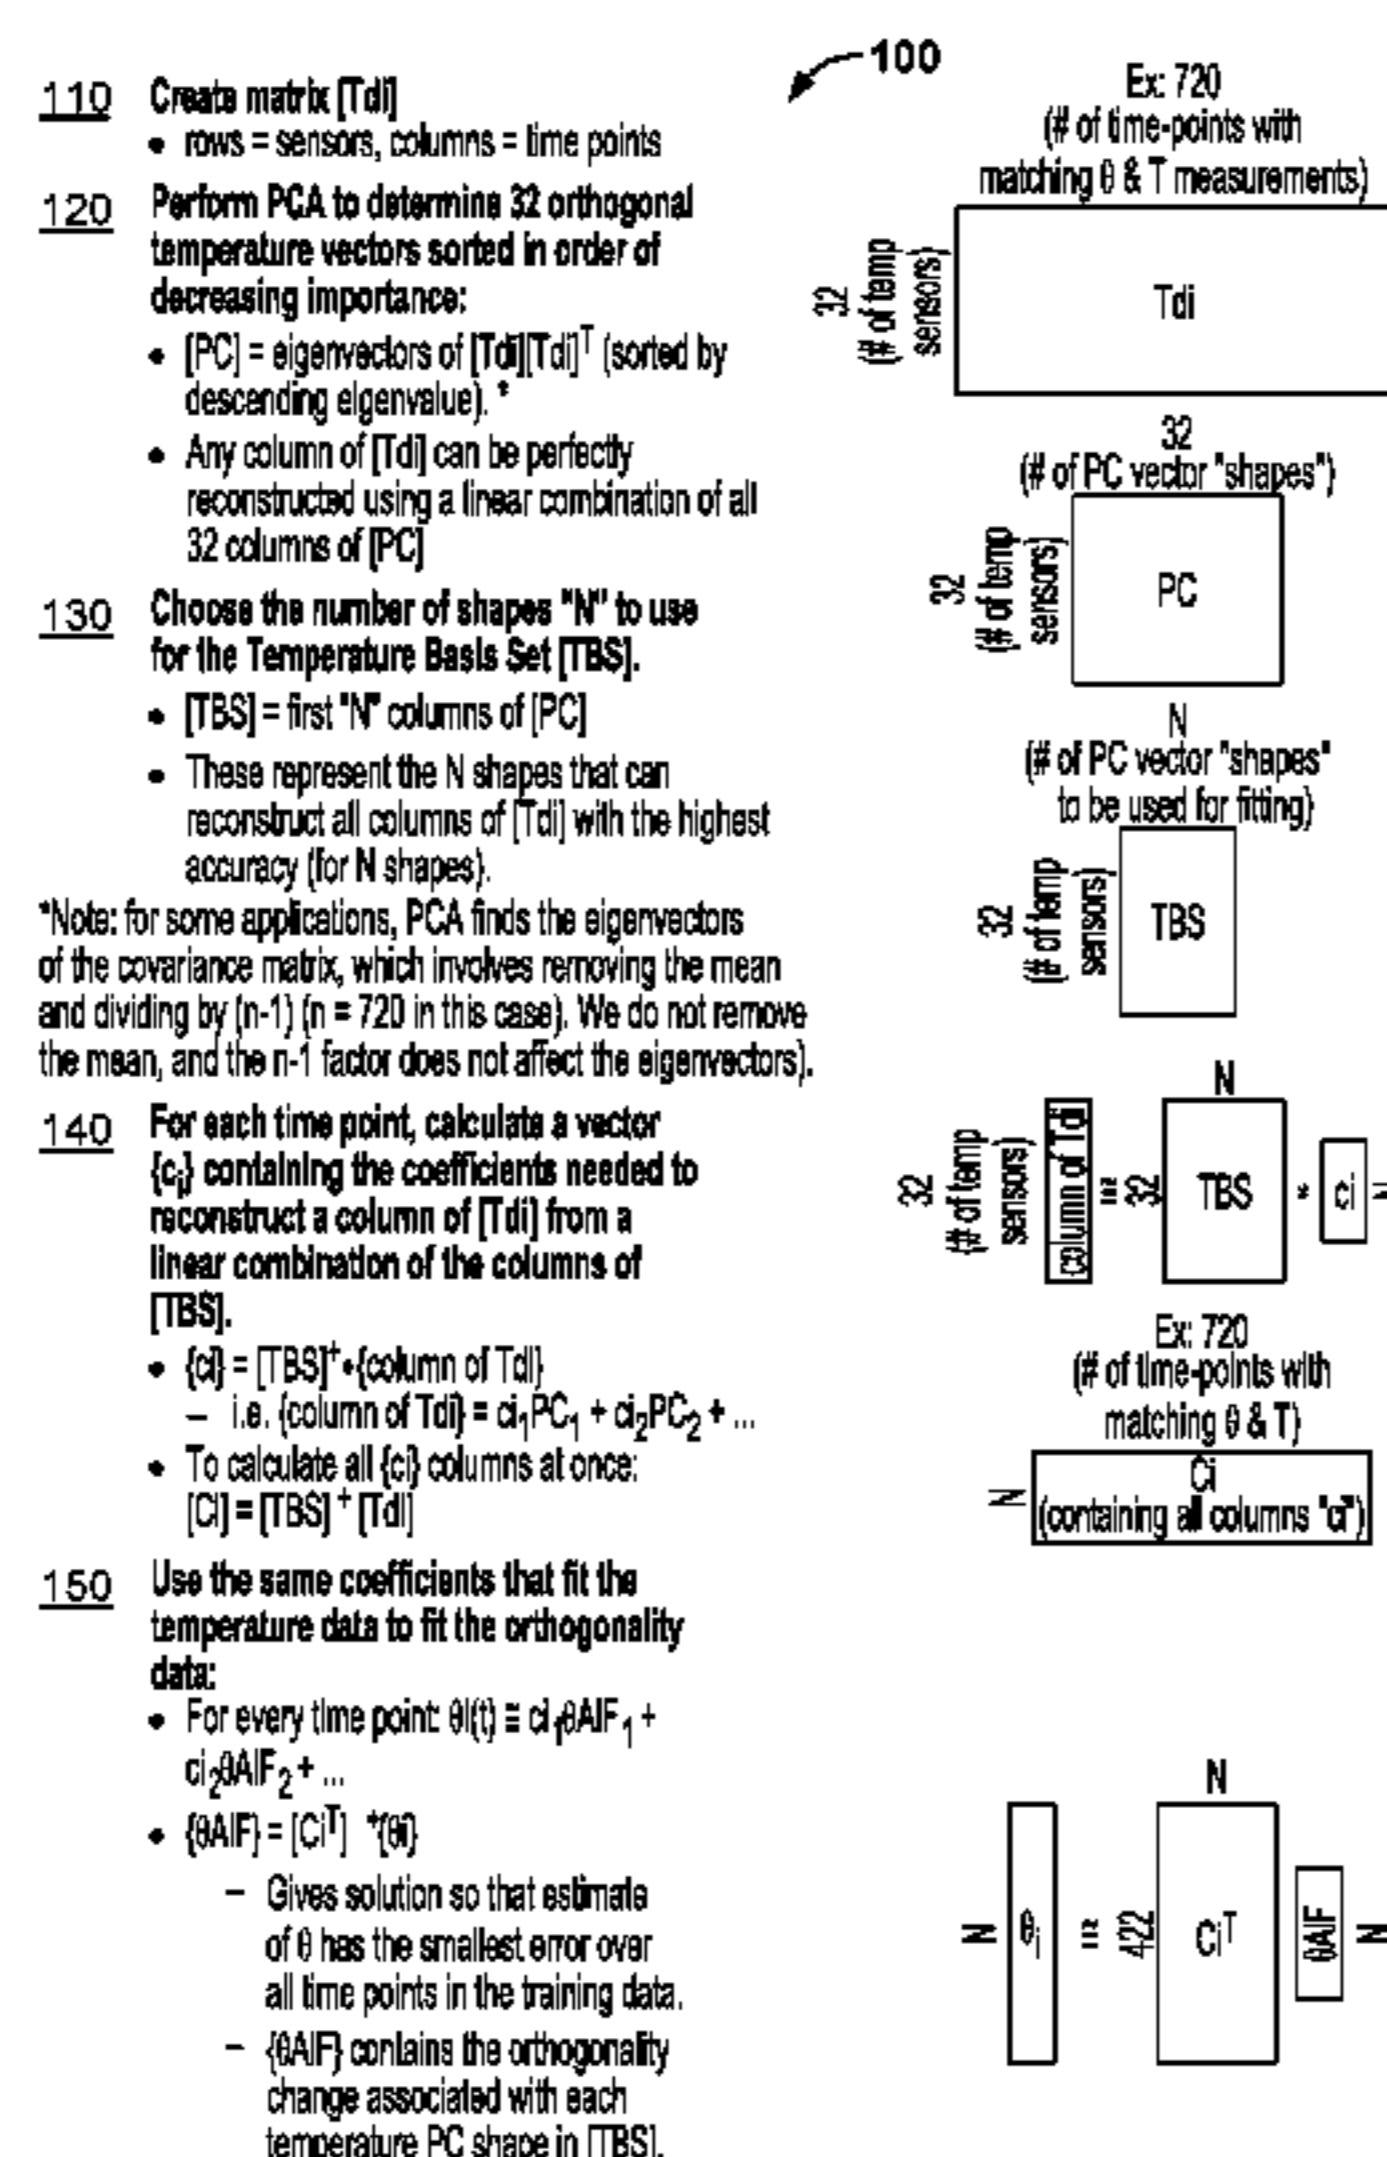 100
110 Create matrix [Tdi]
• rows = sensors, columns = time points
120 Perform PCA to determine 32 orthogonal
temperature vectors sorted in order of
decreasing importance:
• [PC] = eigenvectors of [Tdi][Tdi]ᵀ (sorted by
descending eigenvalue). *
• Any column of [Tdi] can be perfectly
reconstructed using a linear combination of all
32 columns of [PC]
130 Choose the number of shapes "N" to use
for the Temperature Basis Set [TBS].
• [TBS] = first "N" columns of [PC]
• These represent the N shapes that can
reconstruct all columns of [Tdi] with the highest
accuracy (for N shapes).
*Note: for some applications, PCA finds the eigenvectors
of the covariance matrix, which involves removing the mean
and dividing by (n-1) (n = 720 in this case). We do not remove
the mean, and the n-1 factor does not affect the eigenvectors).
140 For each time point, calculate a vector
{cᵢ} containing the coefficients needed to
reconstruct a column of [Tdi] from a
linear combination of the columns of
[TBS].
• {ci} = [TBS]⁺•{column of Tdi}
– i.e. {column of Tdi} ≅ ci₁PC₁ + ci₂PC₂ + ...
• To calculate all {ci} columns at once:
[Ci] = [TBS] ⁺ [Tdi]
150 Use the same coefficients that fit the
temperature data to fit the orthogonality
data:
• For every time point: θi(t) ≅ ci₁θAIF₁ +
ci₂θAIF₂ + ...
• {θAIF} = [Ciᵀ] ⁺{θi}
– Gives solution so that estimate
of θ has the smallest error over
all time points in the training data.
– {θAIF} contains the orthogonality
change associated with each
temperature PC shape in [TBS].
Ex: 720
(# of time-points with
matching θ & T measurements)
32
(# of temp
sensors)
Tdi
32
(# of PC vector "shapes")
32
(# of temp
sensors)
PC
N
(# of PC vector "shapes"
to be used for fitting)
32
(# of temp
sensors)
TBS
N
32
(# of temp
sensors)
column of Tdi
≅
32
TBS
*
ci
Ex: 720
(# of time-points with
matching θ & T)
N
Ci
(containing all columns "ci")
N
N
θᵢ
≅
422
Ciᵀ
θAIF
N